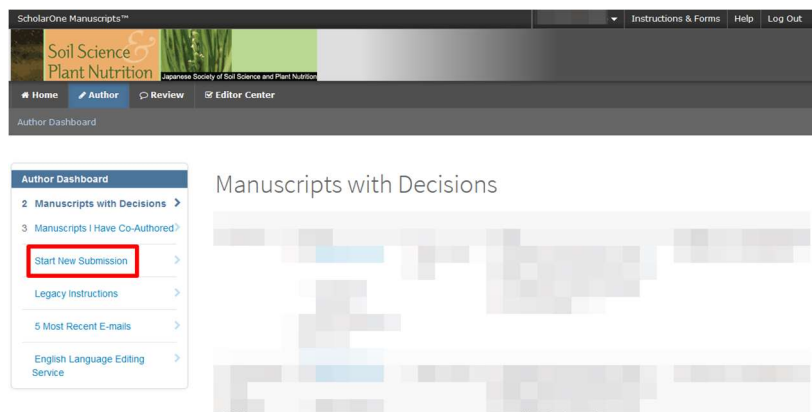 ScholarOne Manuscripts™
Instructions & Forms Help Log Out
Soil Science &
Plant Nutrition
Japanese Society of Soil Science and Plant Nutrition
Home Author Review Editor Center
Author Dashboard
Author Dashboard
2 Manuscripts with Decisions
3 Manuscripts I Have Co-Authored
Start New Submission
Legacy Instructions
5 Most Recent E-mails
English Language Editing
Service
Manuscripts with Decisions